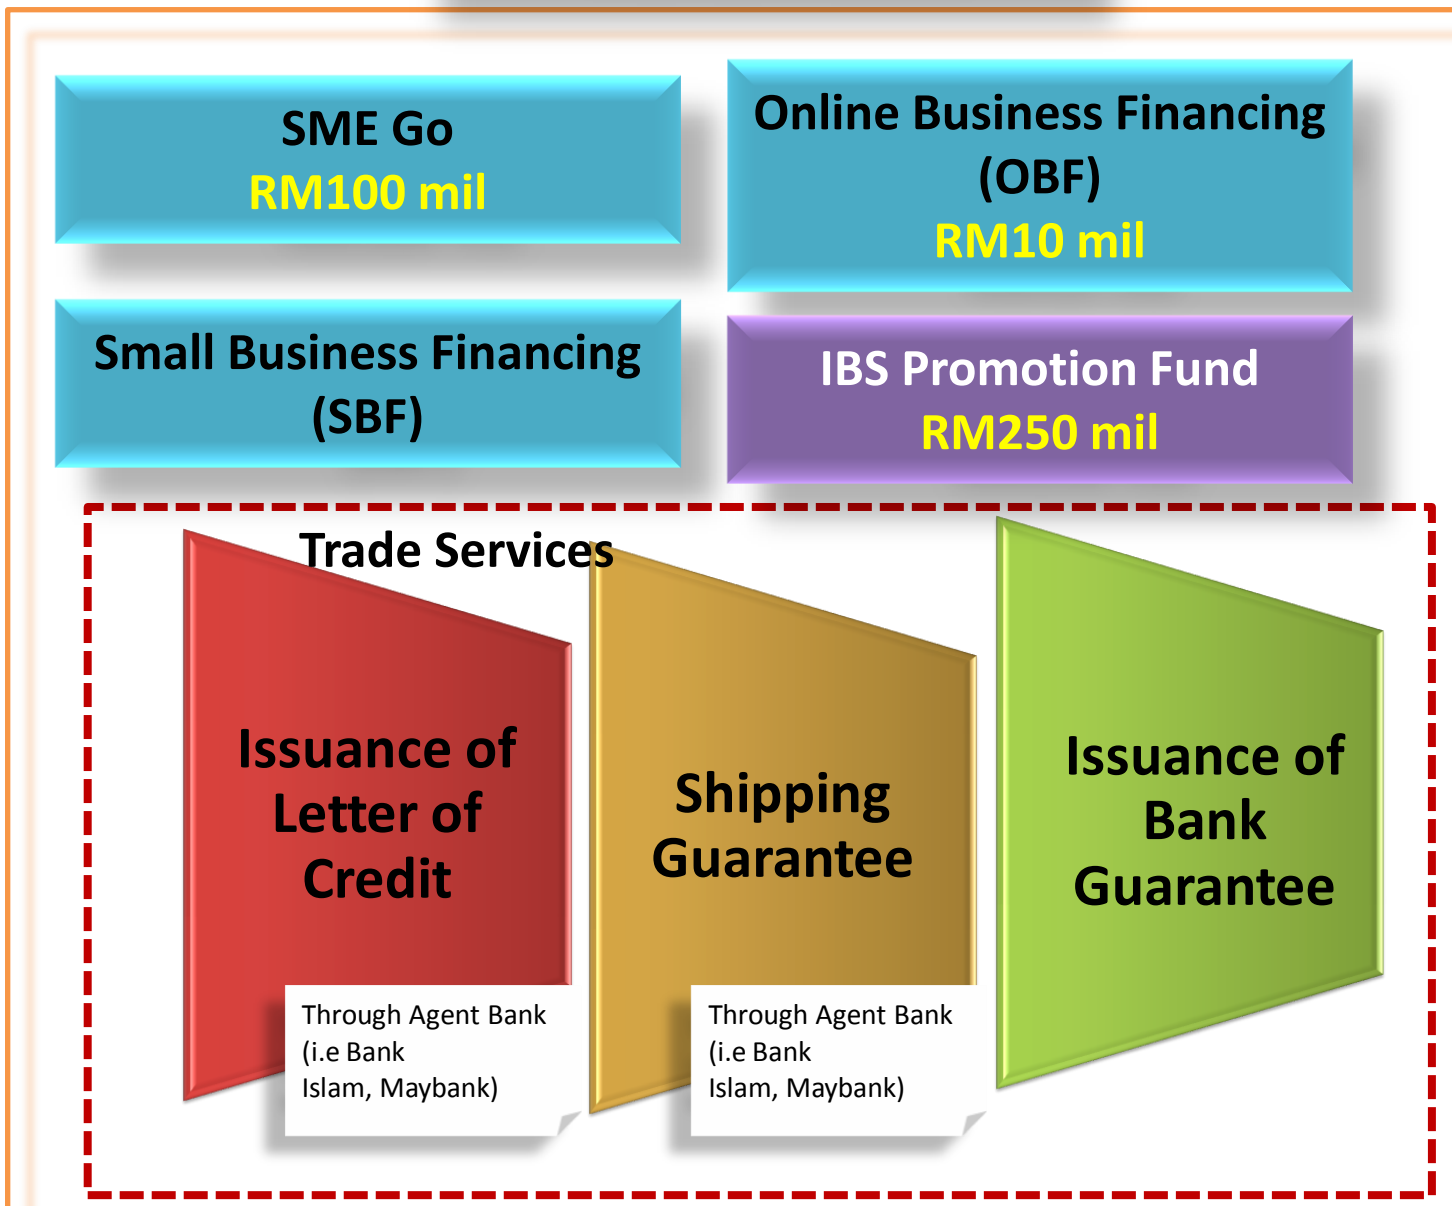 SME Go
RM100 mil
Online Business Financing
(OBF)
RM10 mil
Small Business Financing
(SBF)
IBS Promotion Fund
RM250 mil
Trade Services
Issuance of
Letter of
Credit
Through Agent Bank
(i.e Bank
Islam, Maybank)
Shipping
Guarantee
Through Agent Bank
(i.e Bank
Islam, Maybank)
Issuance of
Bank
Guarantee